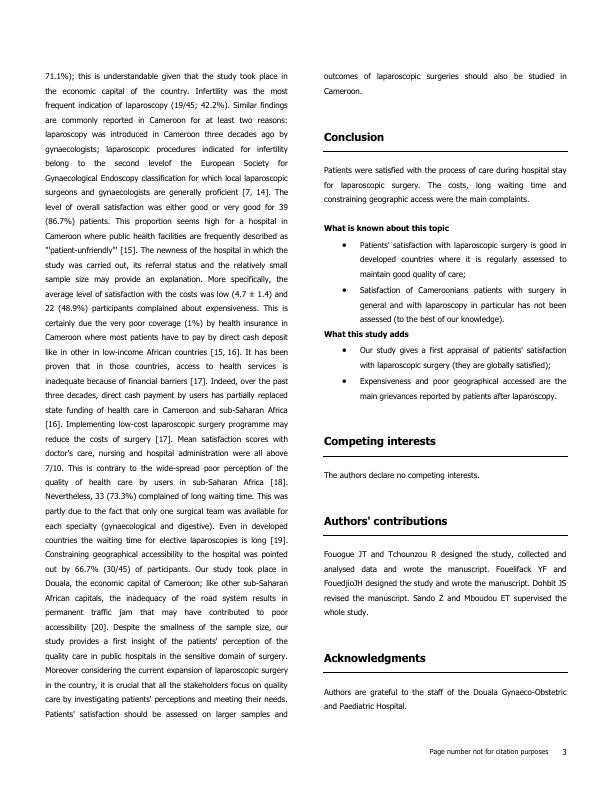 71.1%); this is understandable given that the study took place in
the economic capital of the country. Infertility was the most
frequent indication of laparoscopy (19/45; 42.2%). Similar findings
are commonly reported in Cameroon for at least two reasons:
laparoscopy was introduced in Cameroon three decades ago by
gynaecologists; laparoscopic procedures indicated for infertility
belong to the second levelof the European Society for
Gynaecological Endoscopy classification for which local laparoscopic
surgeons and gynaecologists are generally proficient [7, 14]. The
level of overall satisfaction was either good or very good for 39
(86.7%) patients. This proportion seems high for a hospital in
Cameroon where public health facilities are frequently described as
"'patient-unfriendly"' [15]. The newness of the hospital in which the
study was carried out, its referral status and the relatively small
sample size may provide an explanation. More specifically, the
average level of satisfaction with the costs was low (4.7 ± 1.4) and
22 (48.9%) participants complained about expensiveness. This is
certainly due the very poor coverage (1%) by health insurance in
Cameroon where most patients have to pay by direct cash deposit
like in other in low-income African countries [15, 16]. It has been
proven that in those countries, access to health services is
inadequate because of financial barriers [17]. Indeed, over the past
three decades, direct cash payment by users has partially replaced
state funding of health care in Cameroon and sub-Saharan Africa
[16]. Implementing low-cost laparoscopic surgery programme may
reduce the costs of surgery [17]. Mean satisfaction scores with
doctor's care, nursing and hospital administration were all above
7/10. This is contrary to the wide-spread poor perception of the
quality of health care by users in sub-Saharan Africa [18].
Nevertheless, 33 (73.3%) complained of long waiting time. This was
partly due to the fact that only one surgical team was available for
each specialty (gynaecological and digestive). Even in developed
countries the waiting time for elective laparoscopies is long [19].
Constraining geographical accessibility to the hospital was pointed
out by 66.7% (30/45) of participants. Our study took place in
Douala, the economic capital of Cameroon; like other sub-Saharan
African capitals, the inadequacy of the road system results in
permanent traffic jam that may have contributed to poor
accessibility [20]. Despite the smallness of the sample size, our
study provides a first insight of the patients' perception of the
quality care in public hospitals in the sensitive domain of surgery.
Moreover considering the current expansion of laparoscopic surgery
in the country, it is crucial that all the stakeholders focus on quality
care by investigating patients' perceptions and meeting their needs.
Patients' satisfaction should be assessed on larger samples and
outcomes of laparoscopic surgeries should also be studied in
Cameroon.
Conclusion
Patients were satisfied with the process of care during hospital stay
for laparoscopic surgery. The costs, long waiting time and
constraining geographic access were the main complaints.
What is known about this topic
• Patients' satisfaction with laparoscopic surgery is good in
developed countries where it is regularly assessed to
maintain good quality of care;
• Satisfaction of Cameroonians patients with surgery in
general and with laparoscopy in particular has not been
assessed (to the best of our knowledge).
What this study adds
• Our study gives a first appraisal of patients' satisfaction
with laparoscopic surgery (they are globally satisfied);
• Expensiveness and poor geographical accessed are the
main grievances reported by patients after laparoscopy.
Competing interests
The authors declare no competing interests.
Authors' contributions
Fouogue JT and Tchounzou R designed the study, collected and
analysed data and wrote the manuscript. Fouelifack YF and
FouedjioJH designed the study and wrote the manuscript. Dohbit JS
revised the manuscript. Sando Z and Mboudou ET supervised the
whole study.
Acknowledgments
Authors are grateful to the staff of the Douala Gynaeco-Obstetric
and Paediatric Hospital.
Page number not for citation purposes 3